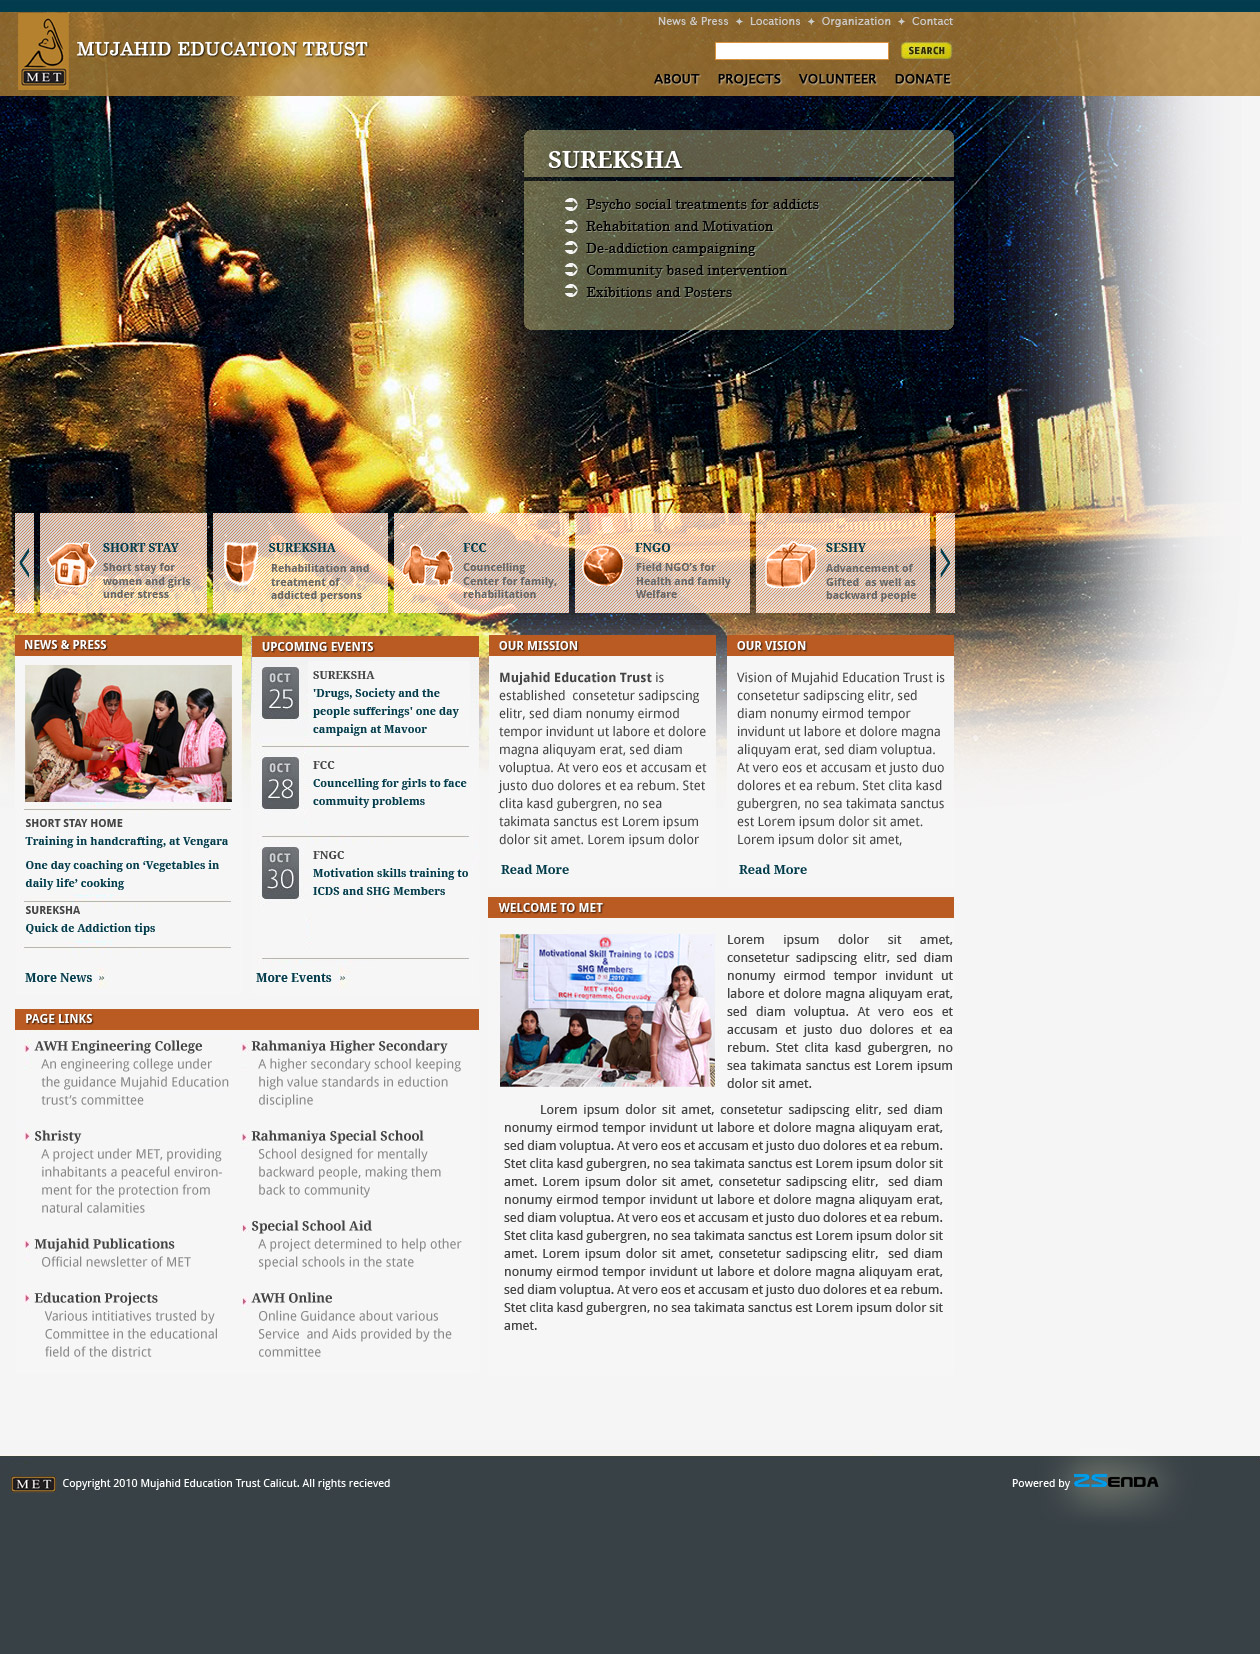 News & Press ✦ Locations ✦ Organization ✦ Contact
MET
MUJAHID EDUCATION TRUST
SEARCH
ABOUT PROJECTS VOLUNTEER DONATE
SUREKSHA
Psycho social treatments for addicts
Rehabitation and Motivation
De-addiction campaigning
Community based intervention
Exibitions and Posters
SHORT STAY
Short stay for
women and girls
under stress
SUREKSHA
Rehabilitation and
treatment of
addicted persons
FCC
Councelling
Center for family,
rehabilitation
FNGO
Field NGO's for
Health and family
Welfare
SESHY
Advancement of
Gifted as well as
backward people
NEWS & PRESS
SHORT STAY HOME
Training in handcrafting, at Vengara
One day coaching on ‘Vegetables in
daily life’ cooking
SUREKSHA
Quick de Addiction tips
More News »
UPCOMING EVENTS
OCT
25
SUREKSHA
'Drugs, Society and the
people sufferings' one day
campaign at Mavoor
OCT
28
FCC
Councelling for girls to face
commuity problems
OCT
30
FNGC
Motivation skills training to
ICDS and SHG Members
More Events »
OUR MISSION
Mujahid Education Trust is
established consetetur sadipscing
elitr, sed diam nonumy eirmod
tempor invidunt ut labore et dolore
magna aliquyam erat, sed diam
voluptua. At vero eos et accusam et
justo duo dolores et ea rebum. Stet
clita kasd gubergren, no sea
takimata sanctus est Lorem ipsum
dolor sit amet. Lorem ipsum dolor
Read More
OUR VISION
Vision of Mujahid Education Trust is
consetetur sadipscing elitr, sed
diam nonumy eirmod tempor
invidunt ut labore et dolore magna
aliquyam erat, sed diam voluptua.
At vero eos et accusam et justo duo
dolores et ea rebum. Stet clita kasd
gubergren, no sea takimata sanctus
est Lorem ipsum dolor sit amet.
Lorem ipsum dolor sit amet,
Read More
WELCOME TO MET
Motivational Skill Training to ICDS
&
SHG Members
MET - FNGO
RCH Programme, Cheruvady
Lorem ipsum dolor sit amet,
consetetur sadipscing elitr, sed diam
nonumy eirmod tempor invidunt ut
labore et dolore magna aliquyam erat,
sed diam voluptua. At vero eos et
accusam et justo duo dolores et ea
rebum. Stet clita kasd gubergren, no
sea takimata sanctus est Lorem ipsum
dolor sit amet.
Lorem ipsum dolor sit amet, consetetur sadipscing elitr, sed diam
nonumy eirmod tempor invidunt ut labore et dolore magna aliquyam erat,
sed diam voluptua. At vero eos et accusam et justo duo dolores et ea rebum.
Stet clita kasd gubergren, no sea takimata sanctus est Lorem ipsum dolor sit
amet. Lorem ipsum dolor sit amet, consetetur sadipscing elitr, sed diam
nonumy eirmod tempor invidunt ut labore et dolore magna aliquyam erat,
sed diam voluptua. At vero eos et accusam et justo duo dolores et ea rebum.
Stet clita kasd gubergren, no sea takimata sanctus est Lorem ipsum dolor sit
amet. Lorem ipsum dolor sit amet, consetetur sadipscing elitr, sed diam
nonumy eirmod tempor invidunt ut labore et dolore magna aliquyam erat,
sed diam voluptua. At vero eos et accusam et justo duo dolores et ea rebum.
Stet clita kasd gubergren, no sea takimata sanctus est Lorem ipsum dolor sit
amet.
PAGE LINKS
AWH Engineering College
An engineering college under
the guidance Mujahid Education
trust's committee
Shristy
A project under MET, providing
inhabitants a peaceful environ-
ment for the protection from
natural calamities
Mujahid Publications
Official newsletter of MET
Education Projects
Various intitiatives trusted by
Committee in the educational
field of the district
Rahmaniya Higher Secondary
A higher secondary school keeping
high value standards in eduction
discipline
Rahmaniya Special School
School designed for mentally
backward people, making them
back to community
Special School Aid
A project determined to help other
special schools in the state
AWH Online
Online Guidance about various
Service and Aids provided by the
committee
MET Copyright 2010 Mujahid Education Trust Calicut. All rights recieved
Powered by 2SENDA